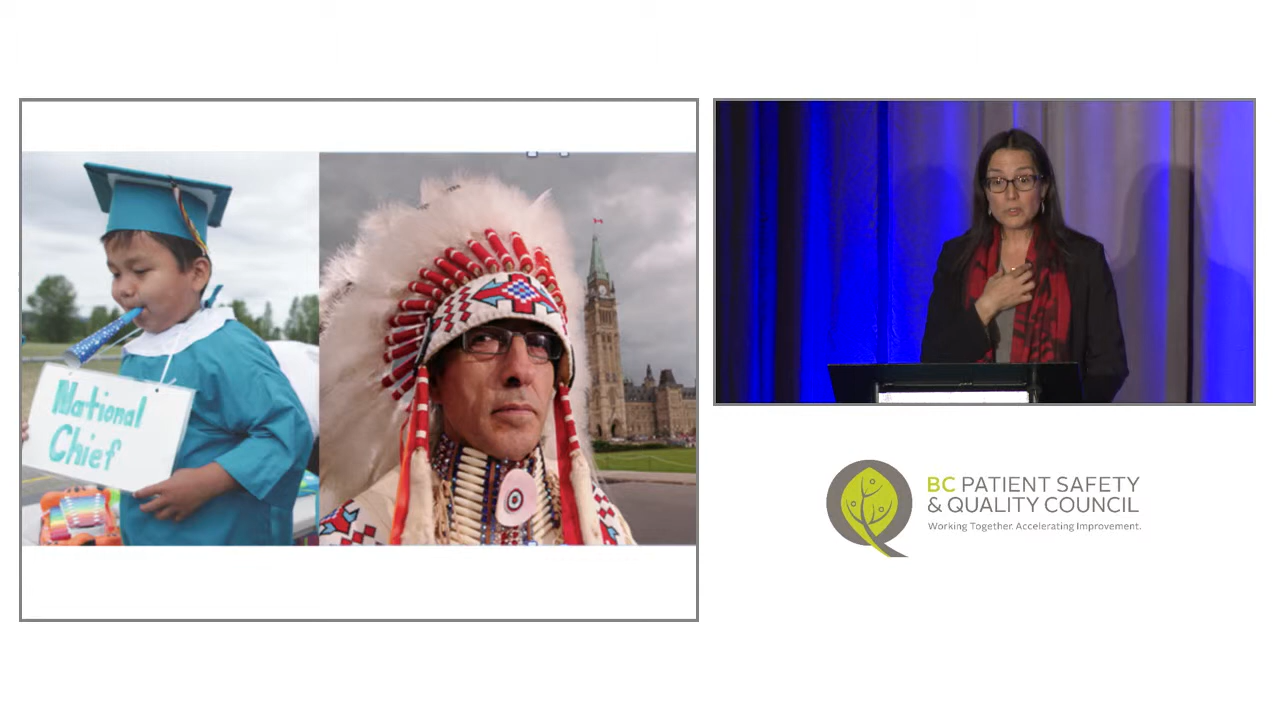 National
Chief
BC PATIENT SAFETY
& QUALITY COUNCIL
Working Together. Accelerating Improvement.